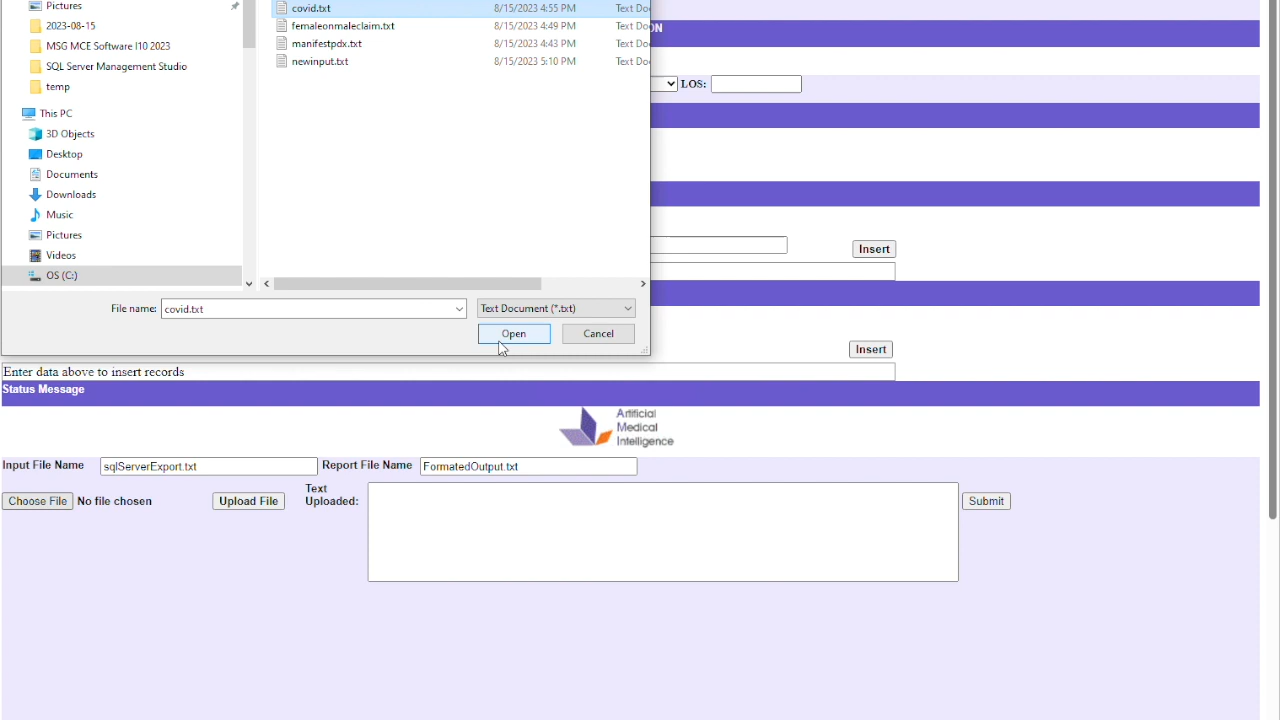 Pictures
2023-08-15
MSG MCE Software I10 2023
SQL Server Management Studio
temp
This PC
3D Objects
Desktop
Documents
Downloads
Music
Pictures
Videos
OS (C:)
covid.txt 8/15/2023 4:55 PM Text Do
femaleonmaleclaim.txt 8/15/2023 4:49 PM Text Do
manifestpdx.txt 8/15/2023 4:43 PM Text Do
newinput.txt 8/15/2023 5:10 PM Text Do
File name: covid.txt Text Document (*.txt)
Open Cancel
ON
LOS:
Insert
Insert
Enter data above to insert records
Status Message
Artificial
Medical
Intelligence
Input File Name sqlServerExport.txt Report File Name FormatedOutput.txt
Choose File No file chosen Upload File Text Uploaded: Submit